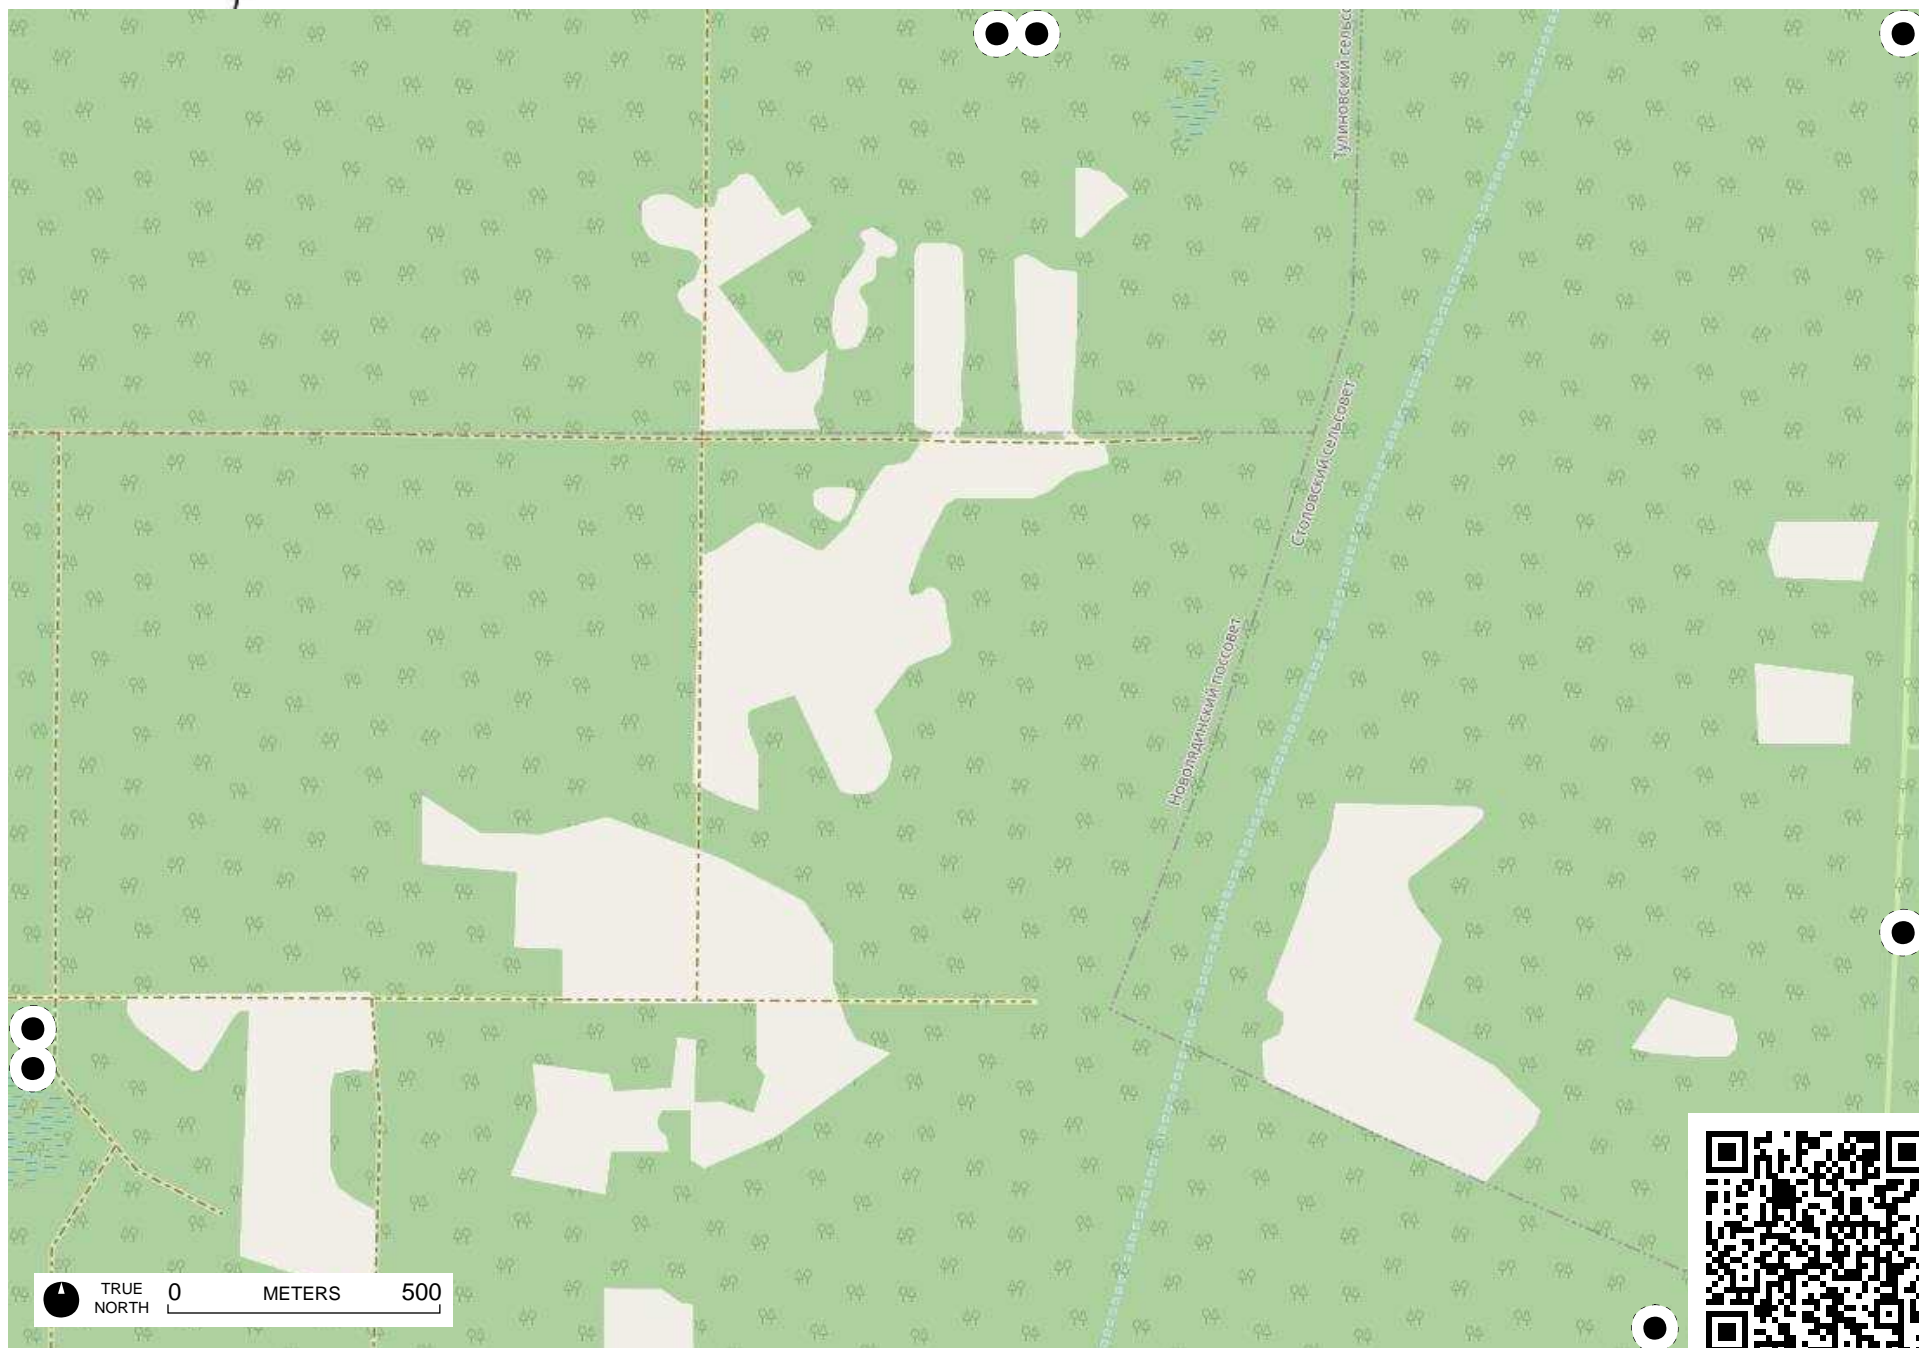 Тулиновский сельсо
Столовский сельсовет
Новолядинский поссовет
TRUE NORTH
0 METERS 500